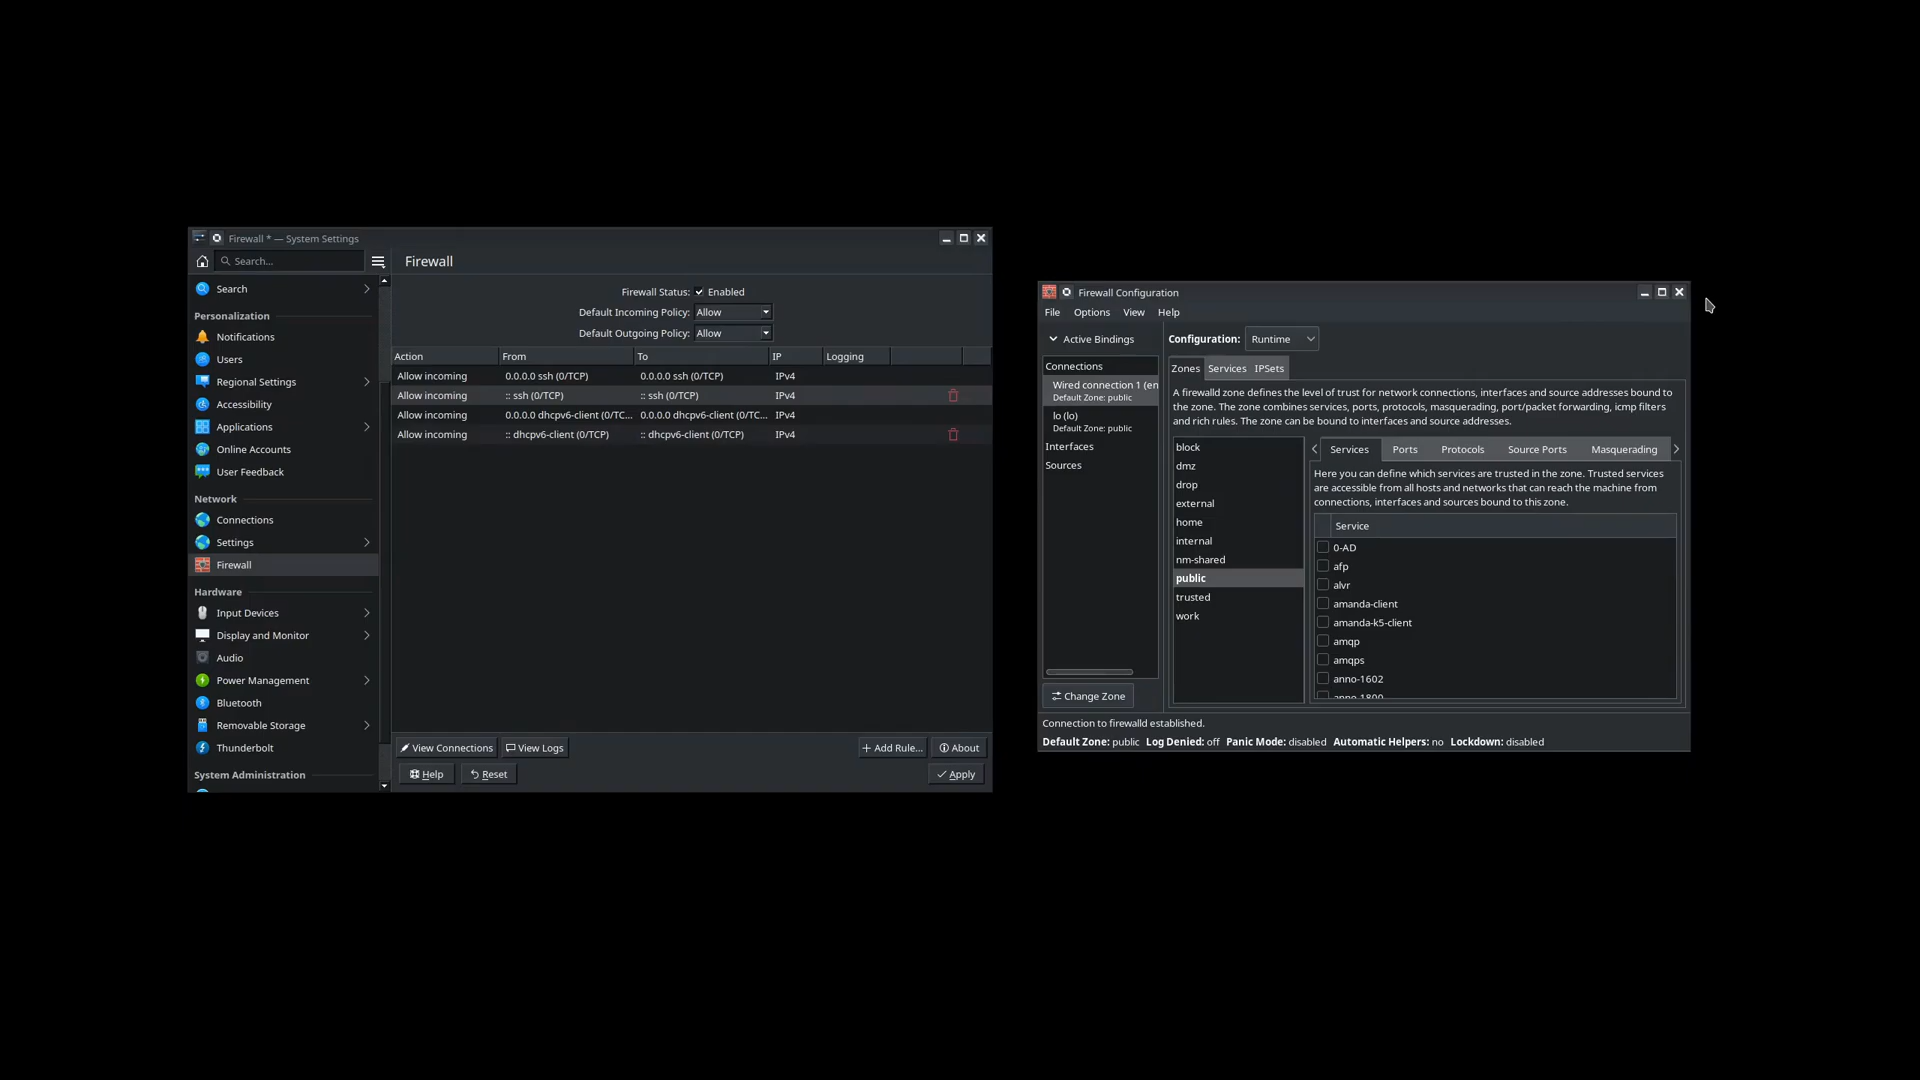 Firewall * — System Settings
Search...
Firewall
Search
Personalization
Notifications
Users
Regional Settings
Accessibility
Applications
Online Accounts
User Feedback
Network
Connections
Settings
Firewall
Hardware
Input Devices
Display and Monitor
Audio
Power Management
Bluetooth
Removable Storage
Thunderbolt
System Administration
Firewall Status: Enabled
Default Incoming Policy: Allow
Default Outgoing Policy: Allow
Action From To IP Logging
Allow incoming 0.0.0.0 ssh (0/TCP) 0.0.0.0 ssh (0/TCP) IPv4
Allow incoming :: ssh (0/TCP) :: ssh (0/TCP) IPv4
Allow incoming 0.0.0.0 dhcpv6-client (0/TC... 0.0.0.0 dhcpv6-client (0/TC... IPv4
Allow incoming :: dhcpv6-client (0/TCP) :: dhcpv6-client (0/TCP) IPv4
View Connections View Logs Add Rule... About
Help Reset Apply
Firewall Configuration
File Options View Help
Active Bindings
Connections
Wired connection 1 (en
Default Zone: public
lo (lo)
Default Zone: public
Interfaces
Sources
Change Zone
Configuration: Runtime
Zones Services IPSets
A firewalld zone defines the level of trust for network connections, interfaces and source addresses bound to
the zone. The zone combines services, ports, protocols, masquerading, port/packet forwarding, icmp filters
and rich rules. The zone can be bound to interfaces and source addresses.
block
dmz
drop
external
home
internal
nm-shared
public
trusted
work
Services Ports Protocols Source Ports Masquerading
Here you can define which services are trusted in the zone. Trusted services
are accessible from all hosts and networks that can reach the machine from
connections, interfaces and sources bound to this zone.
Service
0-AD
afp
alvr
amanda-client
amanda-k5-client
amqp
amqps
anno-1602
anno-1800
Connection to firewalld established.
Default Zone: public Log Denied: off Panic Mode: disabled Automatic Helpers: no Lockdown: disabled